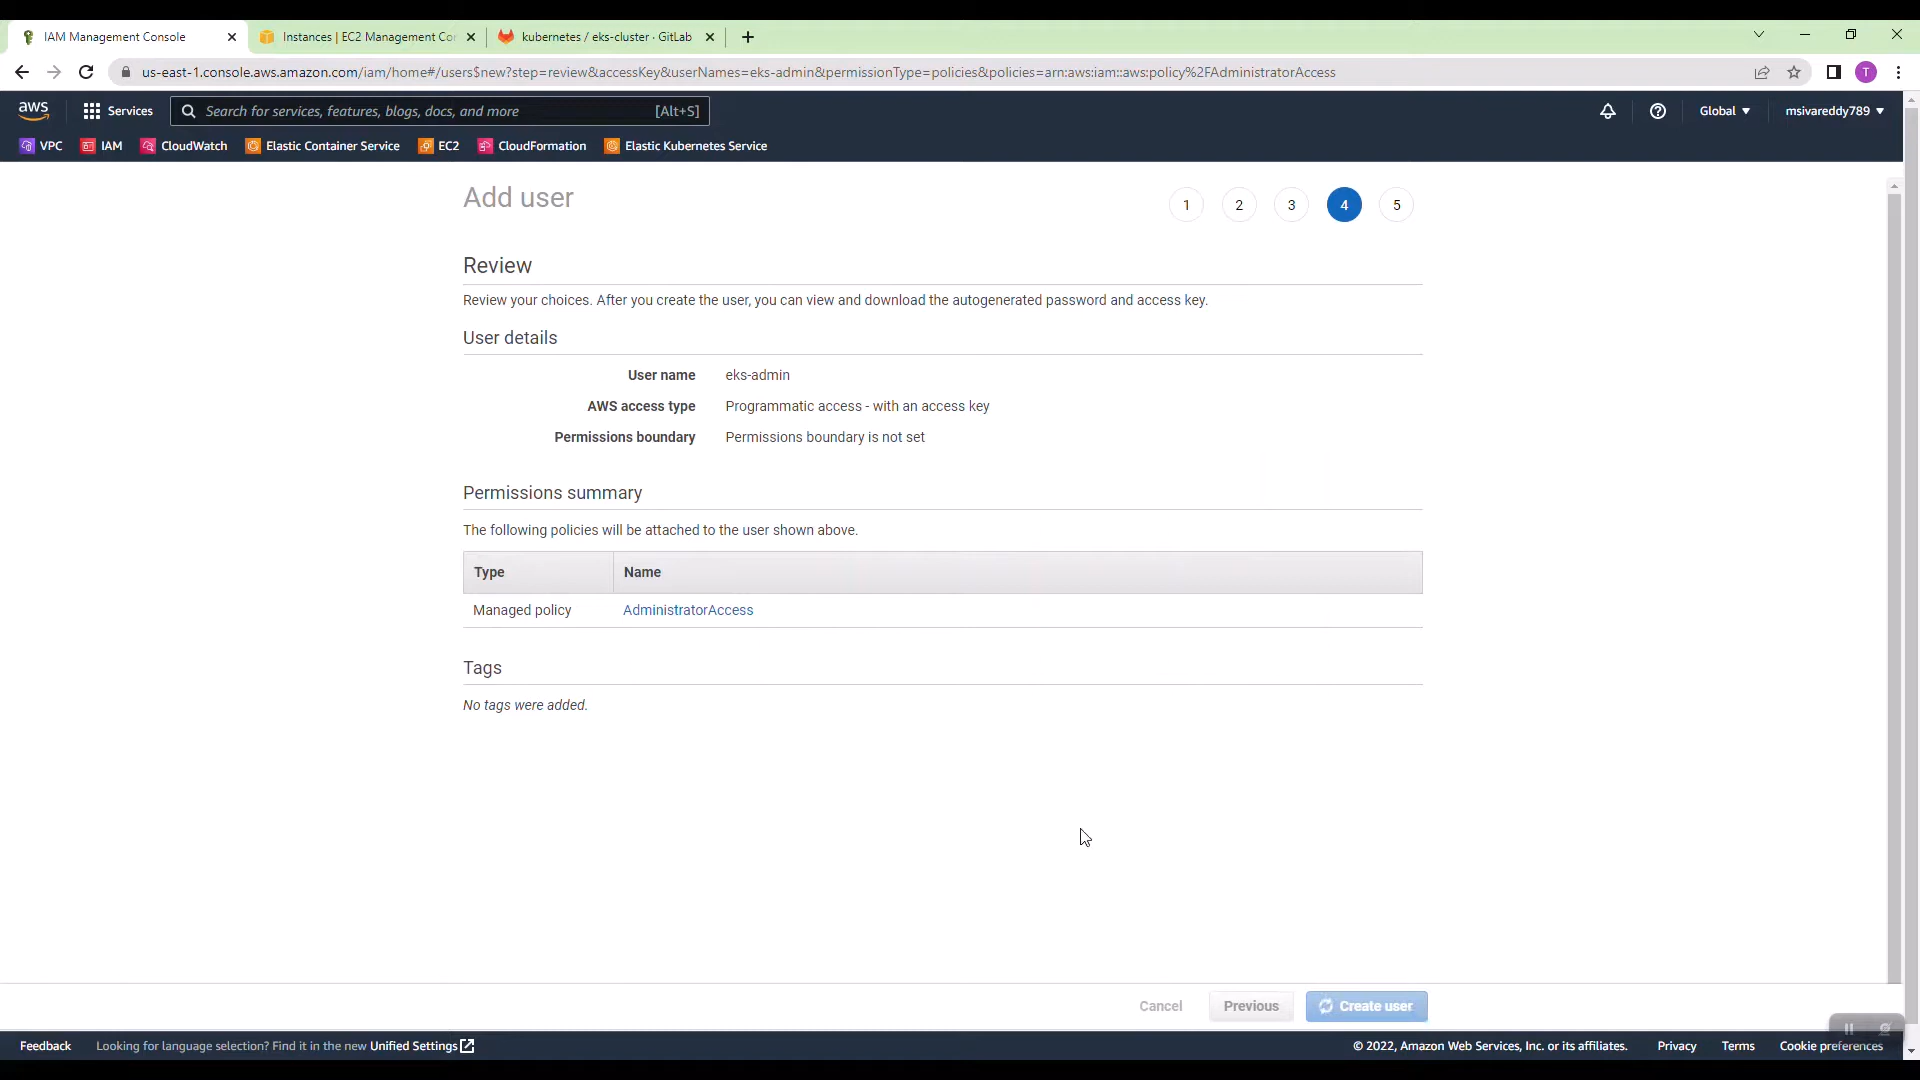 IAM Management Console
Instances | EC2 Management Cor
kubernetes / eks-cluster · GitLab
us-east-1.console.aws.amazon.com/iam/home#/users$new?step=review&accessKey&userNames=eks-admin&permissionType=policies&policies=arn:aws:iam::aws:policy%2FAdministratorAccess
T
aws
Services
Search for services, features, blogs, docs, and more
[Alt+S]
Global
msivareddy789
VPC
IAM
CloudWatch
Elastic Container Service
EC2
CloudFormation
Elastic Kubernetes Service
Add user
1
2
3
4
5
Review
Review your choices. After you create the user, you can view and download the autogenerated password and access key.
User details
User name eks-admin
AWS access type Programmatic access - with an access key
Permissions boundary Permissions boundary is not set
Permissions summary
The following policies will be attached to the user shown above.
Type Name
Managed policy AdministratorAccess
Tags
No tags were added.
Cancel
Previous
Create user
Feedback
Looking for language selection? Find it in the new Unified Settings
© 2022, Amazon Web Services, Inc. or its affiliates.
Privacy
Terms
Cookie preferences